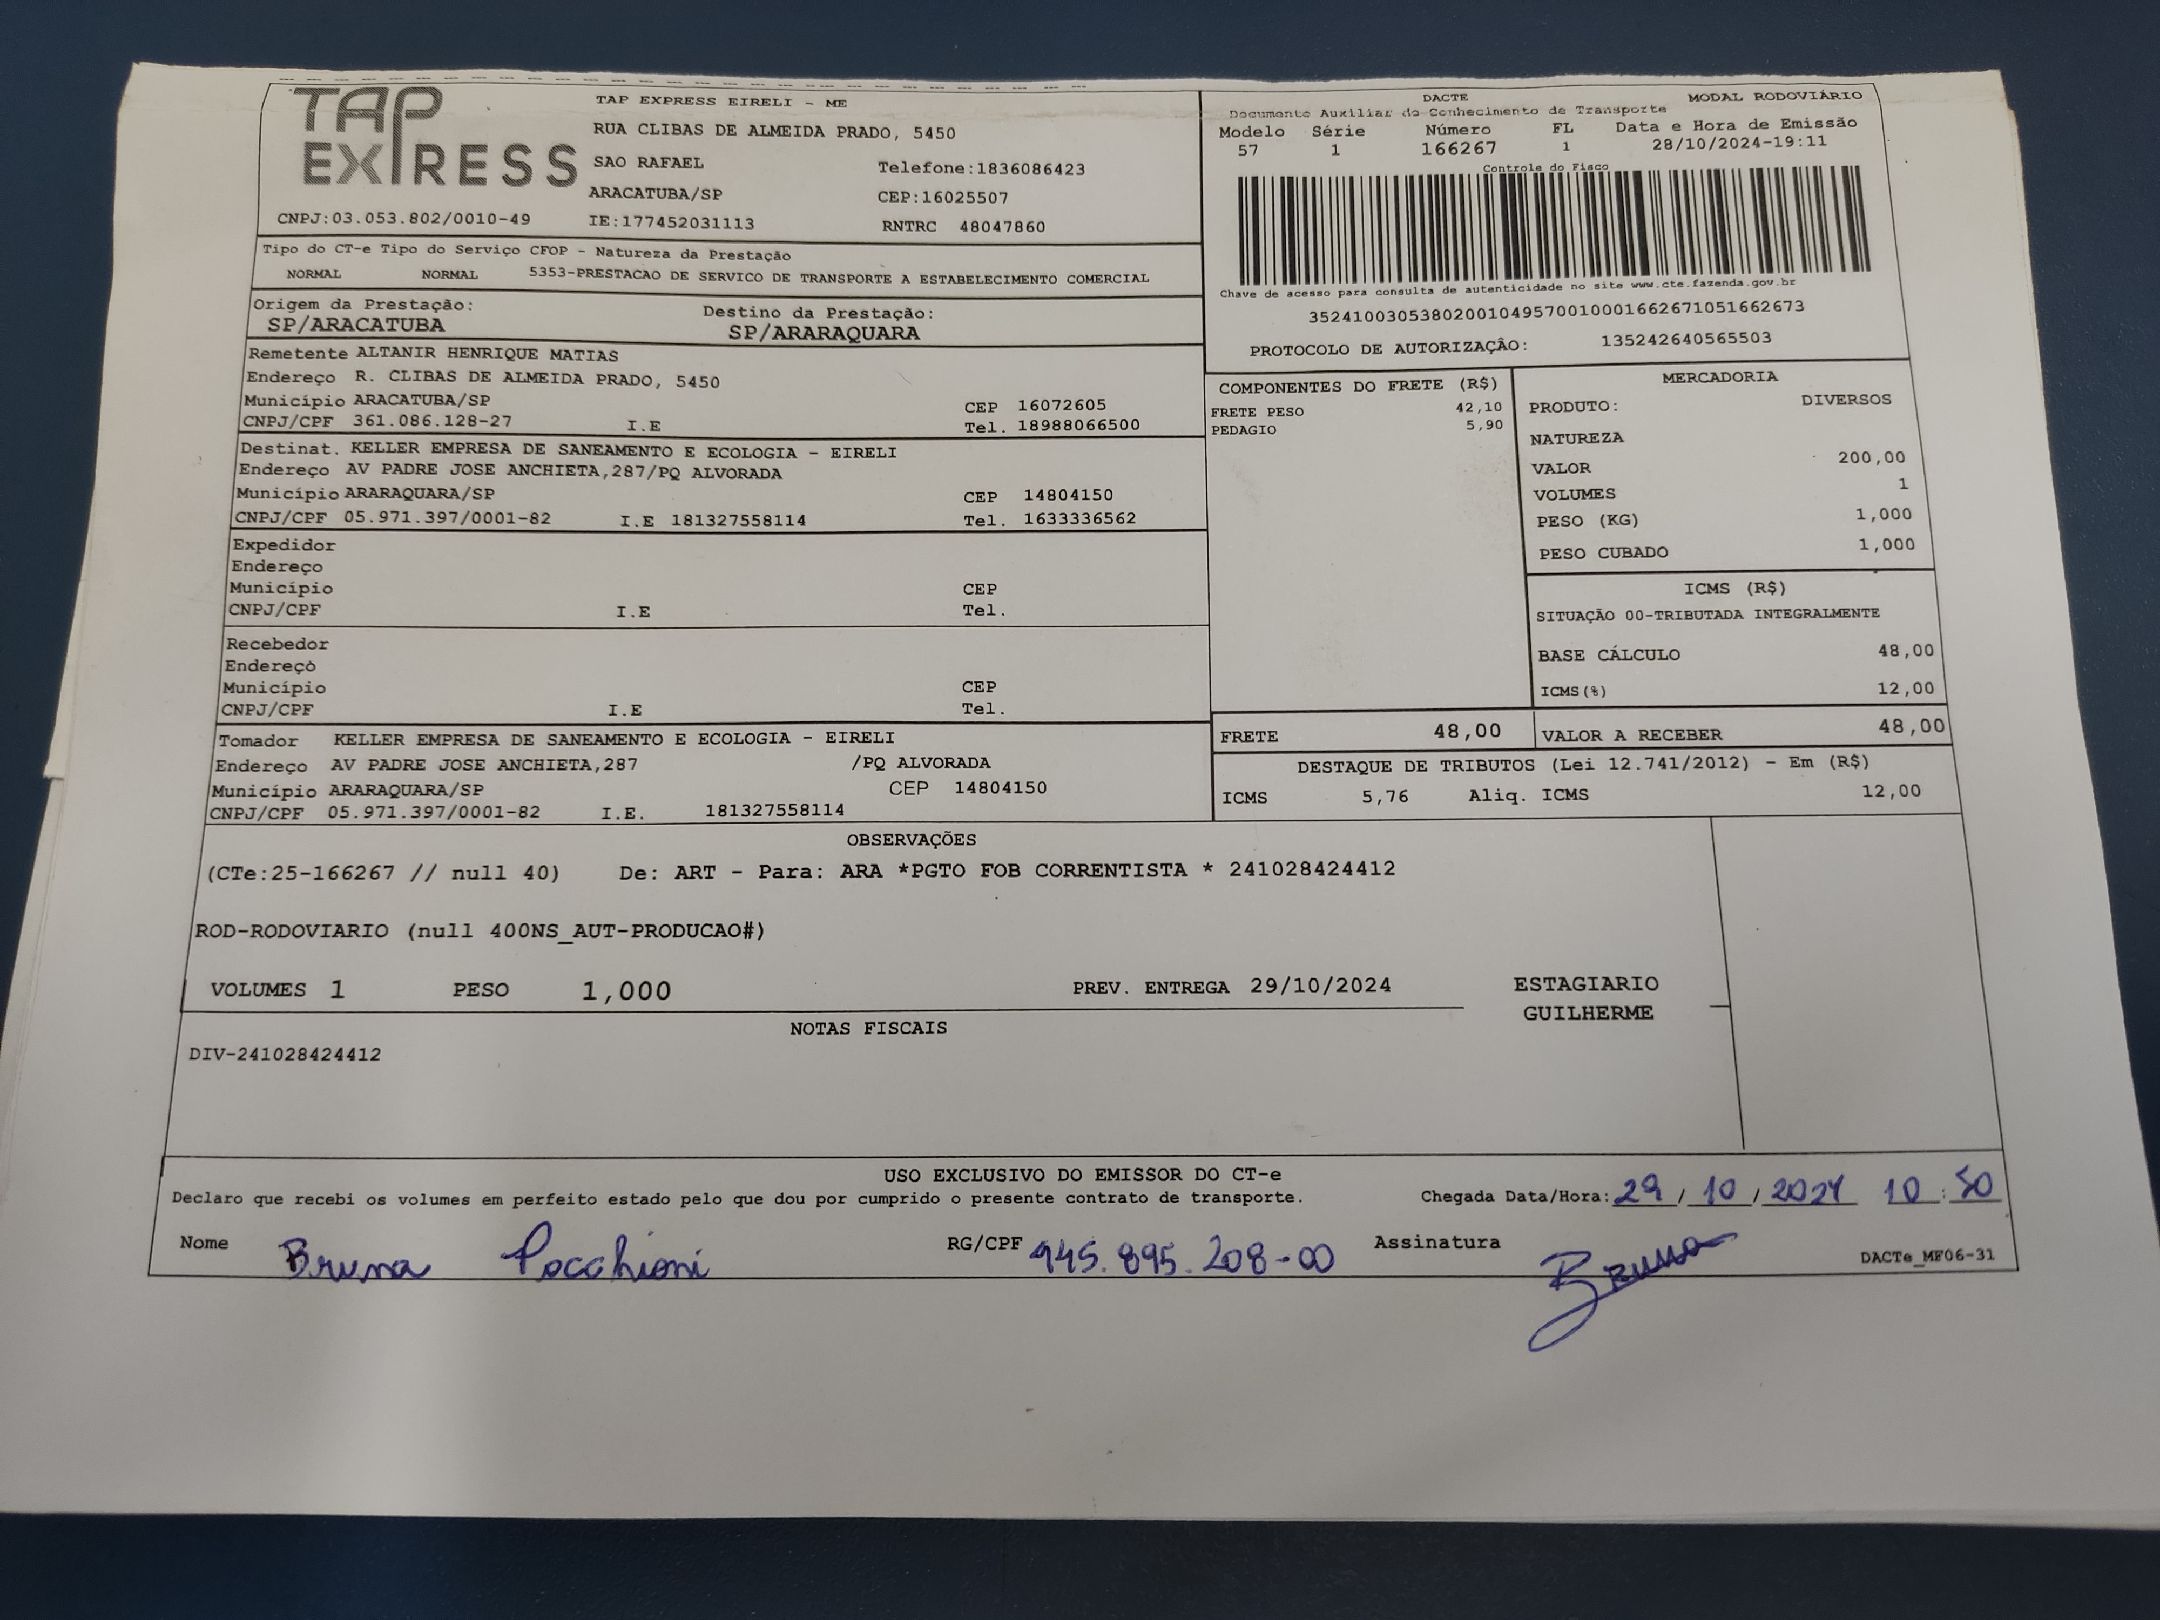 TAP EXPRESS
TAP EXPRESS EIRELI - ME
RUA CLIBAS DE ALMEIDA PRADO, 5450
SAO RAFAEL Telefone:1836086423
ARACATUBA/SP CEP:16025507
CNPJ:03.053.802/0010-49 IE:177452031113 RNTRC 48047860
DACTE MODAL RODOVIÁRIO
Documento Auxiliar do Conhecimento de Transporte
Modelo Série Número FL Data e Hora de Emissão
57 1 166267 1 28/10/2024-19:11
Controle do Fisco
Chave de acesso para consulta de autenticidade no site www.cte.fazenda.gov.br
35241003053802001049570010001662671051662673
PROTOCOLO DE AUTORIZAÇÃO: 135242640565503
Tipo do CT-e Tipo do Serviço CFOP - Natureza da Prestação
NORMAL NORMAL 5353-PRESTACAO DE SERVICO DE TRANSPORTE A ESTABELECIMENTO COMERCIAL
Origem da Prestação: Destino da Prestação:
SP/ARACATUBA SP/ARARAQUARA
Remetente ALTANIR HENRIQUE MATIAS
Endereço R. CLIBAS DE ALMEIDA PRADO, 5450
Município ARACATUBA/SP CEP 16072605
CNPJ/CPF 361.086.128-27 I.E Tel. 18988066500
Destinat. KELLER EMPRESA DE SANEAMENTO E ECOLOGIA - EIRELI
Endereço AV PADRE JOSE ANCHIETA,287/PQ ALVORADA
Município ARARAQUARA/SP CEP 14804150
CNPJ/CPF 05.971.397/0001-82 I.E 181327558114 Tel. 1633336562
Expedidor
Endereço
Município CEP
CNPJ/CPF I.E Tel.
Recebedor
Endereço
Município CEP
CNPJ/CPF I.E Tel.
Tomador KELLER EMPRESA DE SANEAMENTO E ECOLOGIA - EIRELI
Endereço AV PADRE JOSE ANCHIETA,287 /PQ ALVORADA
Município ARARAQUARA/SP CEP 14804150
CNPJ/CPF 05.971.397/0001-82 I.E. 181327558114
COMPONENTES DO FRETE (R$)
FRETE PESO 42,10
PEDAGIO 5,90
MERCADORIA
PRODUTO: DIVERSOS
NATUREZA
VALOR 200,00
VOLUMES 1
PESO (KG) 1,000
PESO CUBADO 1,000
ICMS (R$)
SITUAÇÃO 00-TRIBUTADA INTEGRALMENTE
BASE CÁLCULO 48,00
ICMS(%) 12,00
FRETE 48,00 VALOR A RECEBER 48,00
DESTAQUE DE TRIBUTOS (Lei 12.741/2012) - Em (R$)
ICMS 5,76 Aliq. ICMS 12,00
OBSERVAÇÕES
(CTe:25-166267 // null 40) De: ART - Para: ARA *PGTO FOB CORRENTISTA * 241028424412
ROD-RODOVIARIO (null 400NS_AUT-PRODUCAO#)
VOLUMES 1 PESO 1,000 PREV. ENTREGA 29/10/2024 ESTAGIARIO
GUILHERME
NOTAS FISCAIS
DIV-241028424412
USO EXCLUSIVO DO EMISSOR DO CT-e
Declaro que recebi os volumes em perfeito estado pelo que dou por cumprido o presente contrato de transporte. Chegada Data/Hora: 29 / 10 / 2024 10 : 50
Nome Bruna Pocchioni RG/CPF 945.895.208-00 Assinatura Bruna
DACTe_MF06-31